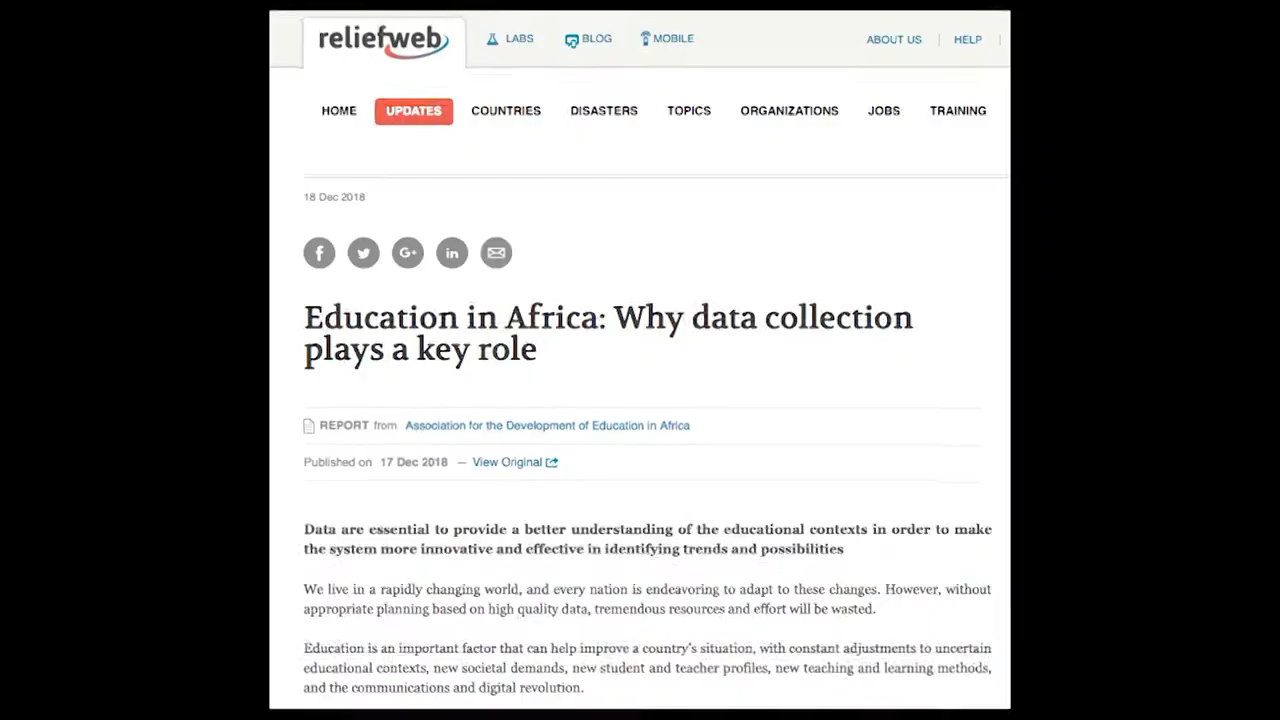 reliefweb LABS BLOG MOBILE ABOUT US HELP
HOME UPDATES COUNTRIES DISASTERS TOPICS ORGANIZATIONS JOBS TRAINING
18 Dec 2018
Education in Africa: Why data collection
plays a key role
REPORT from Association for the Development of Education in Africa
Published on 17 Dec 2018 — View Original
Data are essential to provide a better understanding of the educational contexts in order to make
the system more innovative and effective in identifying trends and possibilities
We live in a rapidly changing world, and every nation is endeavoring to adapt to these changes. However, without
appropriate planning based on high quality data, tremendous resources and effort will be wasted.
Education is an important factor that can help improve a country's situation, with constant adjustments to uncertain
educational contexts, new societal demands, new student and teacher profiles, new teaching and learning methods,
and the communications and digital revolution.